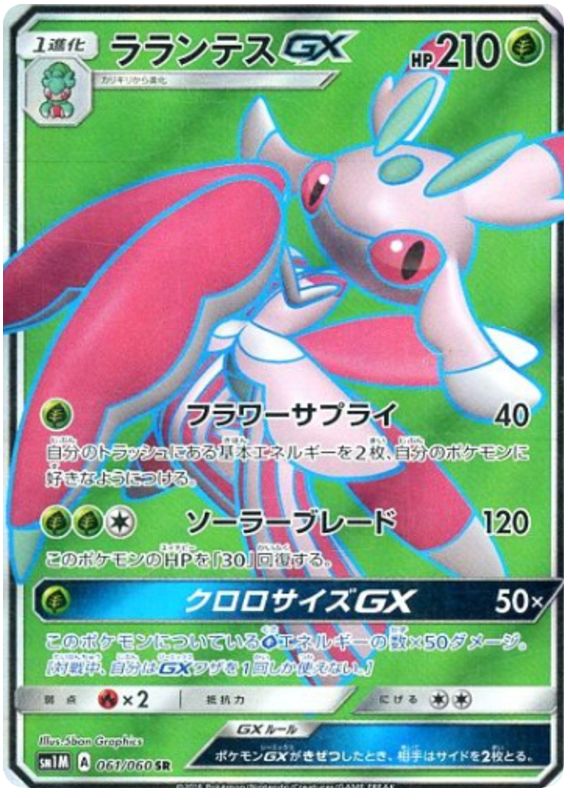 1進化 ラランテスGX HP210
カリキリから進化
フラワーサプライ 40
自分のトラッシュにある基本エネルギーを2枚、自分のポケモンに
好きなようにつける。
ソーラーブレード 120
このポケモンのHPを「30」回復する。
クロロサイズGX 50×
このポケモンについているエネルギーの数×50ダメージ。
[対戦中、自分はGXワザを1回しか使えない。]
弱点 ×2 抵抗力 にげる
Illus.5ban Graphics
GXルール
ポケモンGXがきぜつしたとき、相手はサイドを2枚とる。
SM1M A 061/060 SR